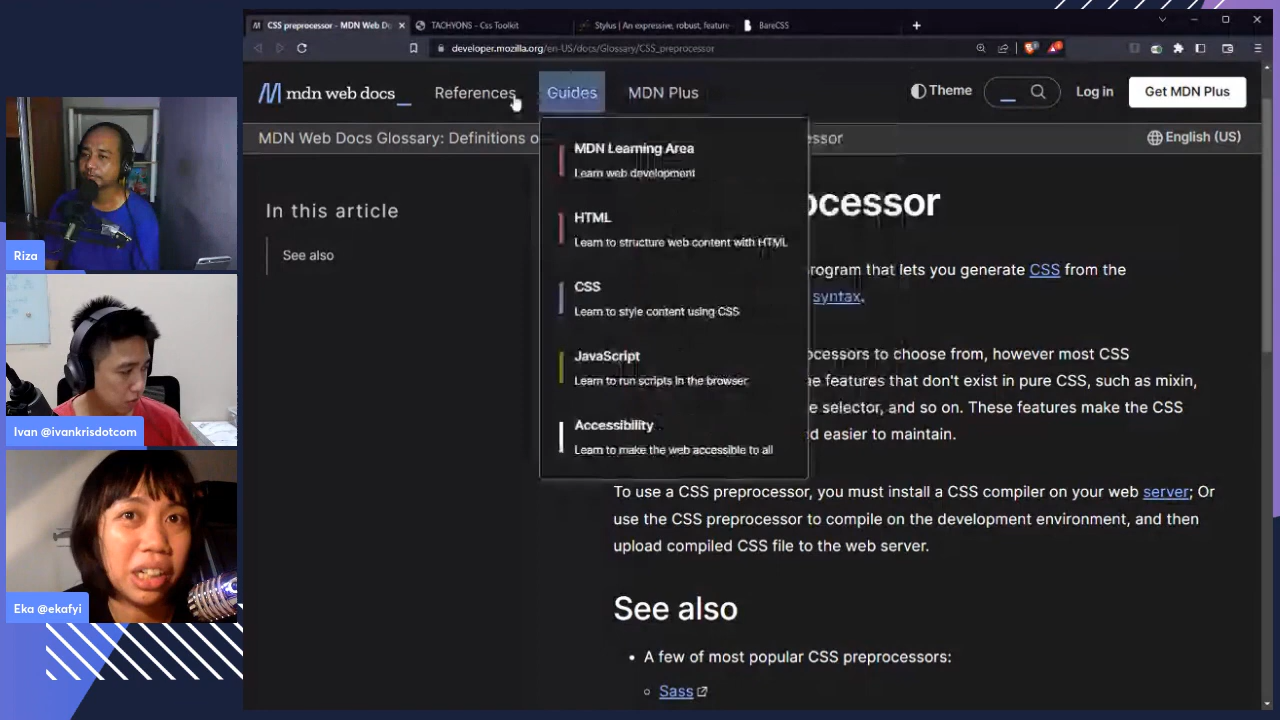 CSS preprocessor - MDN Web Do
TACHYONS - Css Toolkit
Stylus | An expressive, robust, feature
BareCSS
developer.mozilla.org/en-US/docs/Glossary/CSS_preprocessor
mdn web docs_
References
Guides
MDN Plus
Theme
Log in
Get MDN Plus
MDN Web Docs Glossary: Definitions o
essor
English (US)
In this article
See also
MDN Learning Area
Learn web development
HTML
Learn to structure web content with HTML
CSS
Learn to style content using CSS
JavaScript
Learn to run scripts in the browser
Accessibility
Learn to make the web accessible to all
ocessor
rogram that lets you generate CSS from the
syntax.
ocessors to choose from, however most CSS
e features that don't exist in pure CSS, such as mixin,
e selector, and so on. These features make the CSS
d easier to maintain.
To use a CSS preprocessor, you must install a CSS compiler on your web server; Or
use the CSS preprocessor to compile on the development environment, and then
upload compiled CSS file to the web server.
See also
• A few of most popular CSS preprocessors:
Sass
Riza
Ivan @ivankrisdotcom
Eka @ekafyi